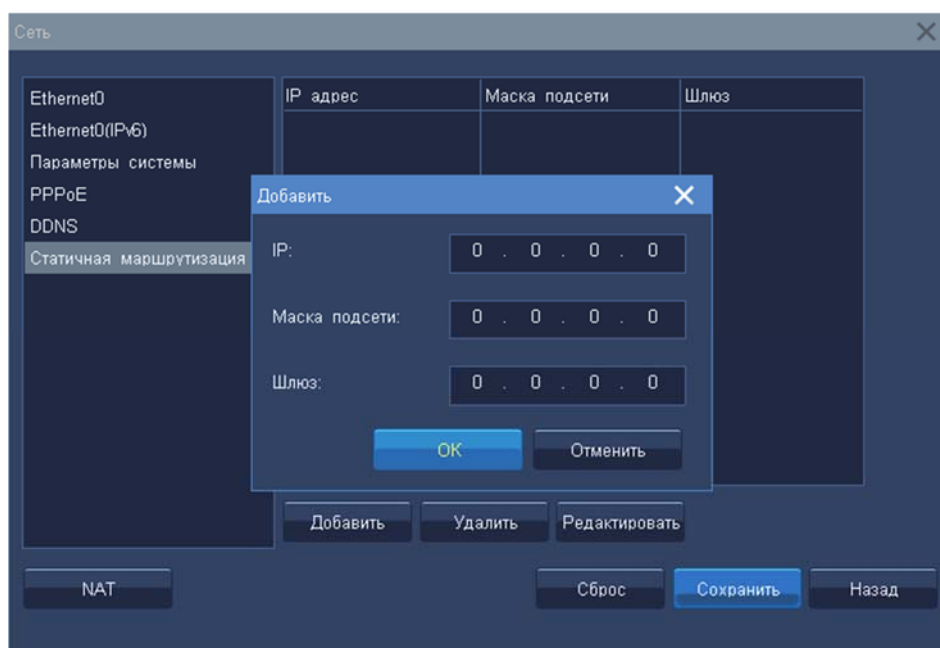 Сеть
Ethernet0
Ethernet0(IPv6)
Параметры системы
PPPoE
DDNS
Статичная маршрутизация
IP адрес Маска подсети Шлюз
Добавить
IP: 0 . 0 . 0 . 0
Маска подсети: 0 . 0 . 0 . 0
Шлюз: 0 . 0 . 0 . 0
OK Отменить
Добавить Удалить Редактировать
NAT Сброс Сохранить Назад